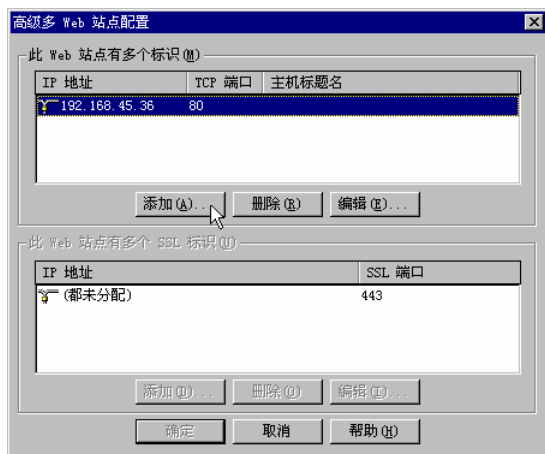 高级多 Web 站点配置
此 Web 站点有多个标识(M)
IP 地址 TCP 端口 主机标题名
192.168.45.36 80
添加(A)... 删除(R) 编辑(E)...
此 Web 站点有多个 SSL 标识(U)
IP 地址 SSL 端口
(都未分配) 443
添加(D)... 删除(O) 编辑(I)...
确定 取消 帮助(H)